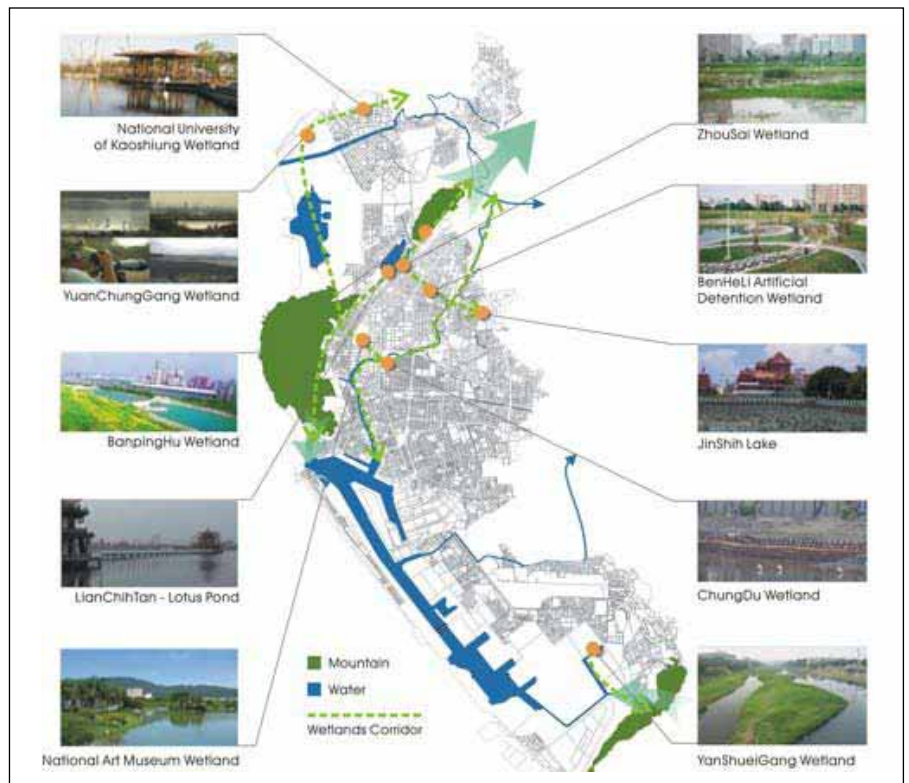 National University
of Kaoshiung Wetland
YuanChungGang Wetland
BanpingHu Wetland
LianChihTan - Lotus Pond
National Art Museum Wetland
Mountain
Water
Wetlands Corridor
ZhouSai Wetland
BenHeLi Artificial
Detention Wetland
JinShih Lake
ChungDu Wetland
YanShueiGang Wetland